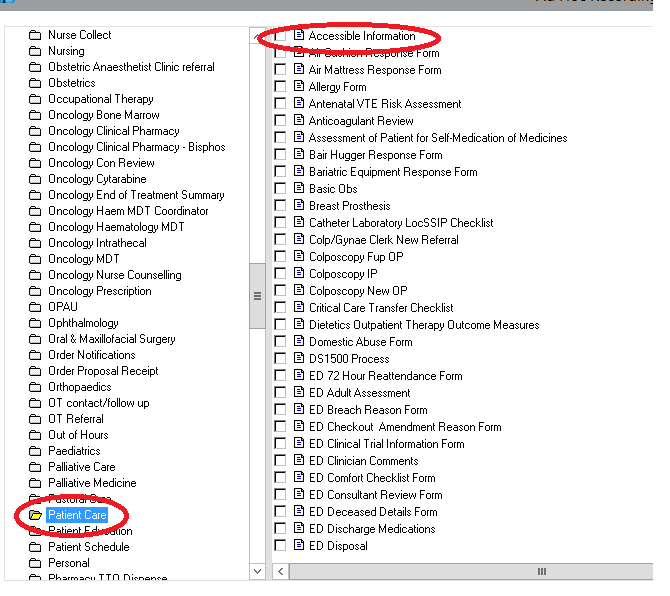 Nurse Collect
Nursing
Obstetric Anaesthetist Clinic referral
Obstetrics
Occupational Therapy
Oncology Bone Marrow
Oncology Clinical Pharmacy
Oncology Clinical Pharmacy - Bisphos
Oncology Con Review
Oncology Cytarabine
Oncology End of Treatment Summary
Oncology Haem MDT Coordinator
Oncology Haematology MDT
Oncology Intrathecal
Oncology MDT
Oncology Nurse Counselling
Oncology Prescription
OPAU
Ophthalmology
Oral & Maxillofacial Surgery
Order Notifications
Order Proposal Receipt
Orthopaedics
OT contact/follow up
OT Referral
Out of Hours
Paediatrics
Palliative Care
Palliative Medicine
Pastoral Care
Patient Care
Patient Education
Patient Schedule
Personal
Pharmacy TTO Dispense
Accessible Information
Air Cushion Response Form
Air Mattress Response Form
Allergy Form
Antenatal VTE Risk Assessment
Anticoagulant Review
Assessment of Patient for Self-Medication of Medicines
Bair Hugger Response Form
Bariatric Equipment Response Form
Basic Obs
Breast Prosthesis
Catheter Laboratory LocSSIP Checklist
Colp/Gynae Clerk New Referral
Colposcopy Fup OP
Colposcopy IP
Colposcopy New OP
Critical Care Transfer Checklist
Dietetics Outpatient Therapy Outcome Measures
Domestic Abuse Form
DS1500 Process
ED 72 Hour Reattendance Form
ED Adult Assessment
ED Breach Reason Form
ED Checkout Amendment Reason Form
ED Clinical Trial Information Form
ED Clinician Comments
ED Comfort Checklist Form
ED Consultant Review Form
ED Deceased Details Form
ED Discharge Medications
ED Disposal